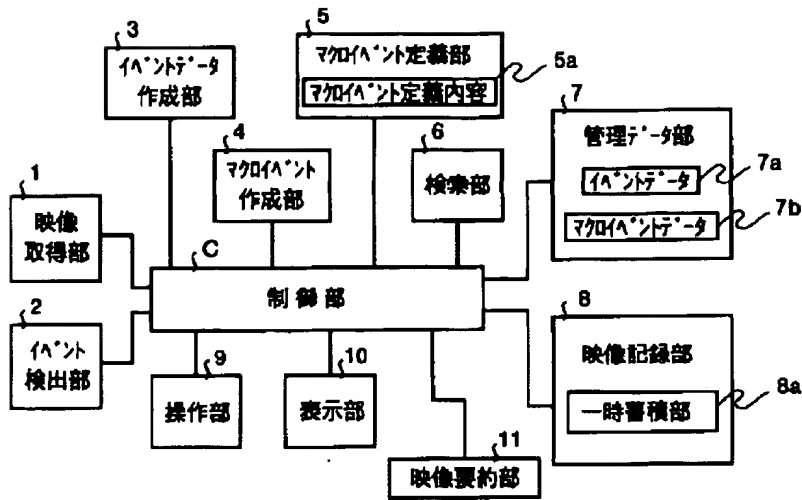 3
ｲﾍﾞﾝﾄﾃﾞｰﾀ
作成部
5
ﾏｸﾛｲﾍﾞﾝﾄ定義部
ﾏｸﾛｲﾍﾞﾝﾄ定義内容
5a
4
ﾏｸﾛｲﾍﾞﾝﾄ
作成部
6
検索部
7
管理ﾃﾞｰﾀ部
ｲﾍﾞﾝﾄﾃﾞｰﾀ
7a
ﾏｸﾛｲﾍﾞﾝﾄﾃﾞｰﾀ
7b
1
映像
取得部
C
制御部
2
ｲﾍﾞﾝﾄ
検出部
8
映像記録部
一時蓄積部
8a
9
操作部
10
表示部
11
映像要約部